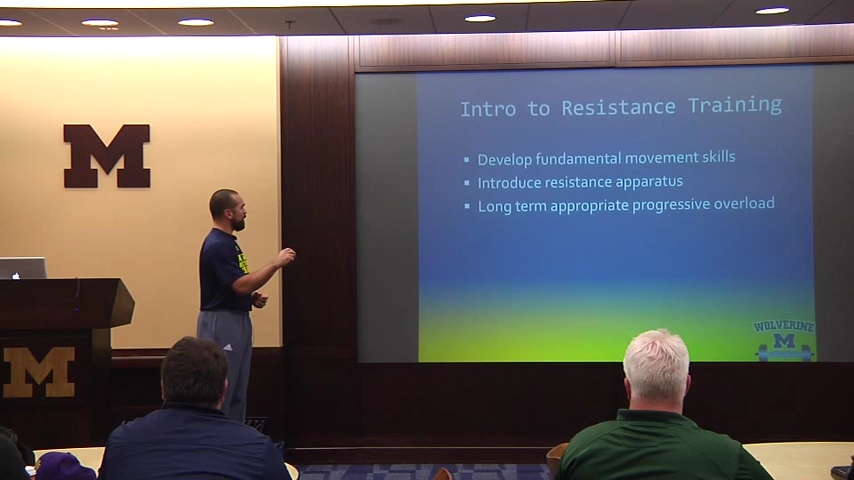 M
Intro to Resistance Training
▪ Develop fundamental movement skills
▪ Introduce resistance apparatus
▪ Long term appropriate progressive overload
WOLVERINE
M
M